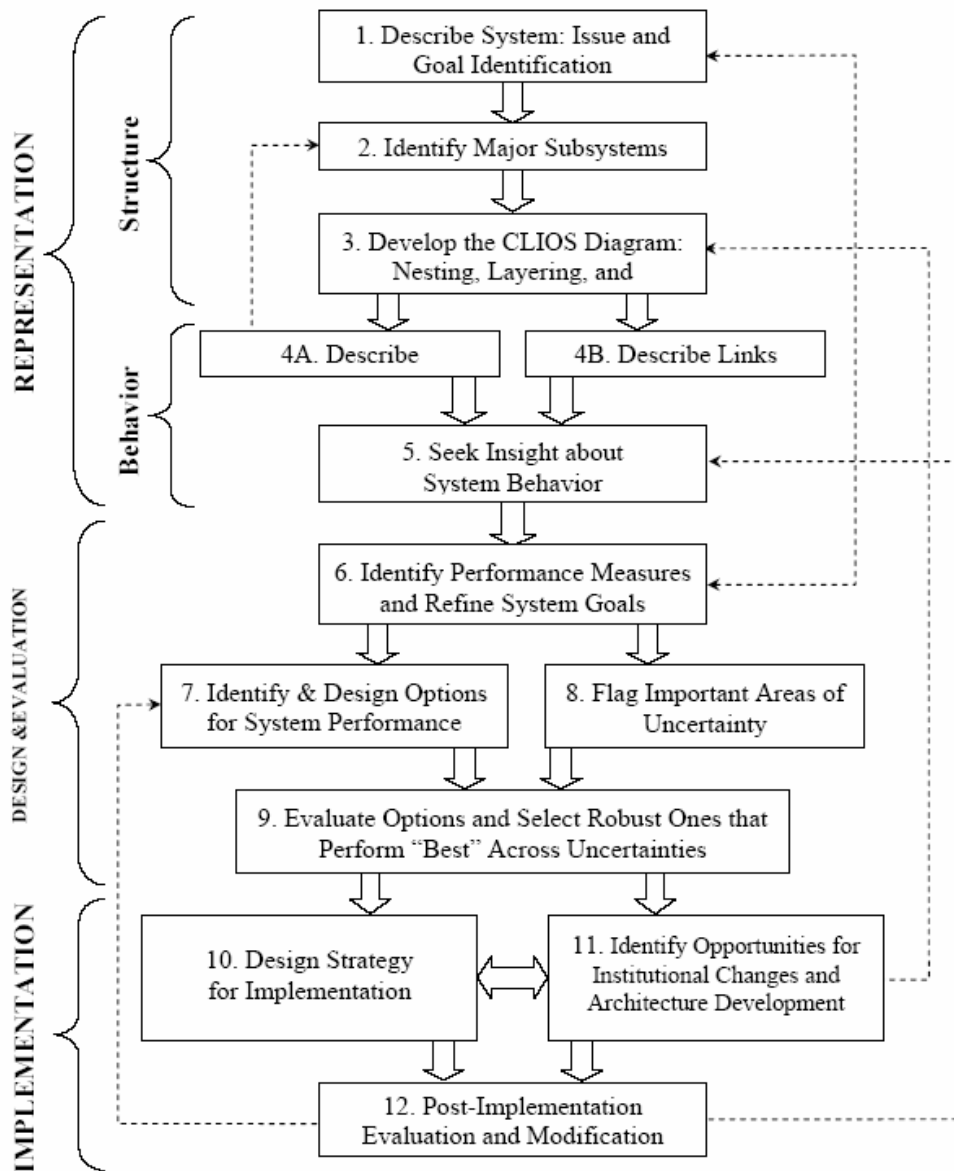 REPRESENTATION
Structure
Behavior
DESIGN &EVALUATION
IMPLEMENTATION
1. Describe System: Issue and
Goal Identification
2. Identify Major Subsystems
3. Develop the CLIOS Diagram:
Nesting, Layering, and
4A. Describe
4B. Describe Links
5. Seek Insight about
System Behavior
6. Identify Performance Measures
and Refine System Goals
7. Identify & Design Options
for System Performance
8. Flag Important Areas of
Uncertainty
9. Evaluate Options and Select Robust Ones that
Perform “Best” Across Uncertainties
10. Design Strategy
for Implementation
11. Identify Opportunities for
Institutional Changes and
Architecture Development
12. Post-Implementation
Evaluation and Modification